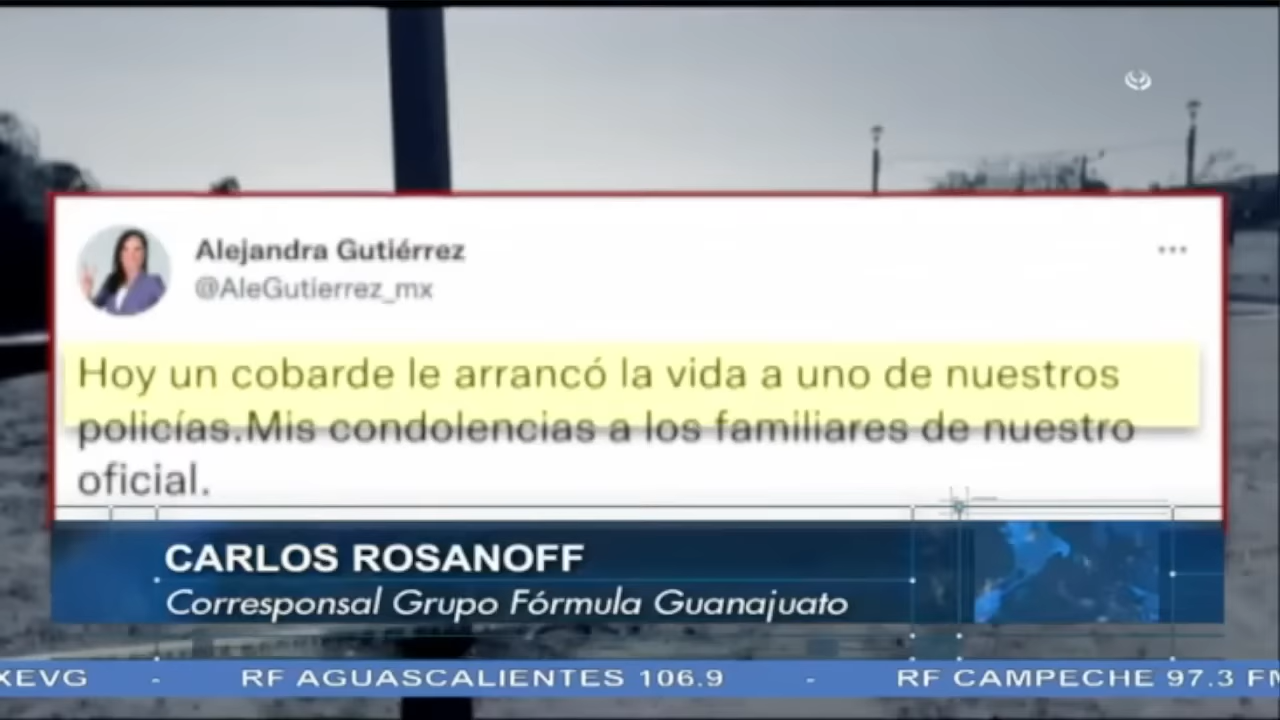 Alejandra Gutiérrez
@AleGutierrez_mx
Hoy un cobarde le arrancó la vida a uno de nuestros
policías.Mis condolencias a los familiares de nuestro
oficial.
CARLOS ROSANOFF
Corresponsal Grupo Fórmula Guanajuato
XEVG - RF AGUASCALIENTES 106.9 - RF CAMPECHE 97.3 FM